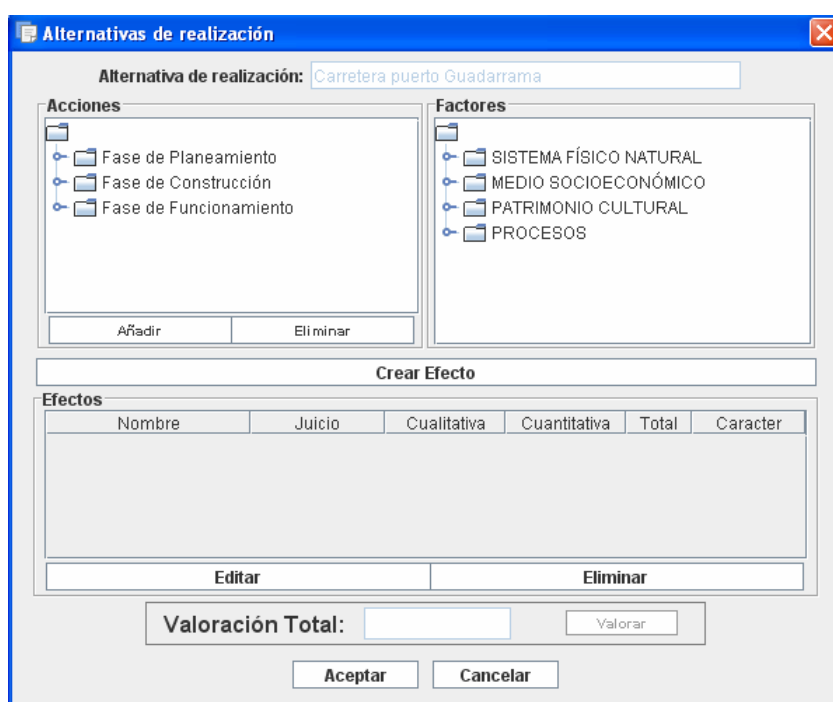 Alternativas de realización
Alternativa de realización: Carretera puerto Guadarrama
Acciones
Fase de Planeamiento
Fase de Construcción
Fase de Funcionamiento
Añadir Eliminar
Factores
SISTEMA FÍSICO NATURAL
MEDIO SOCIOECONÓMICO
PATRIMONIO CULTURAL
PROCESOS
Crear Efecto
Efectos
Nombre Juicio Cualitativa Cuantitativa Total Caracter
Editar Eliminar
Valoración Total: Valorar
Aceptar Cancelar